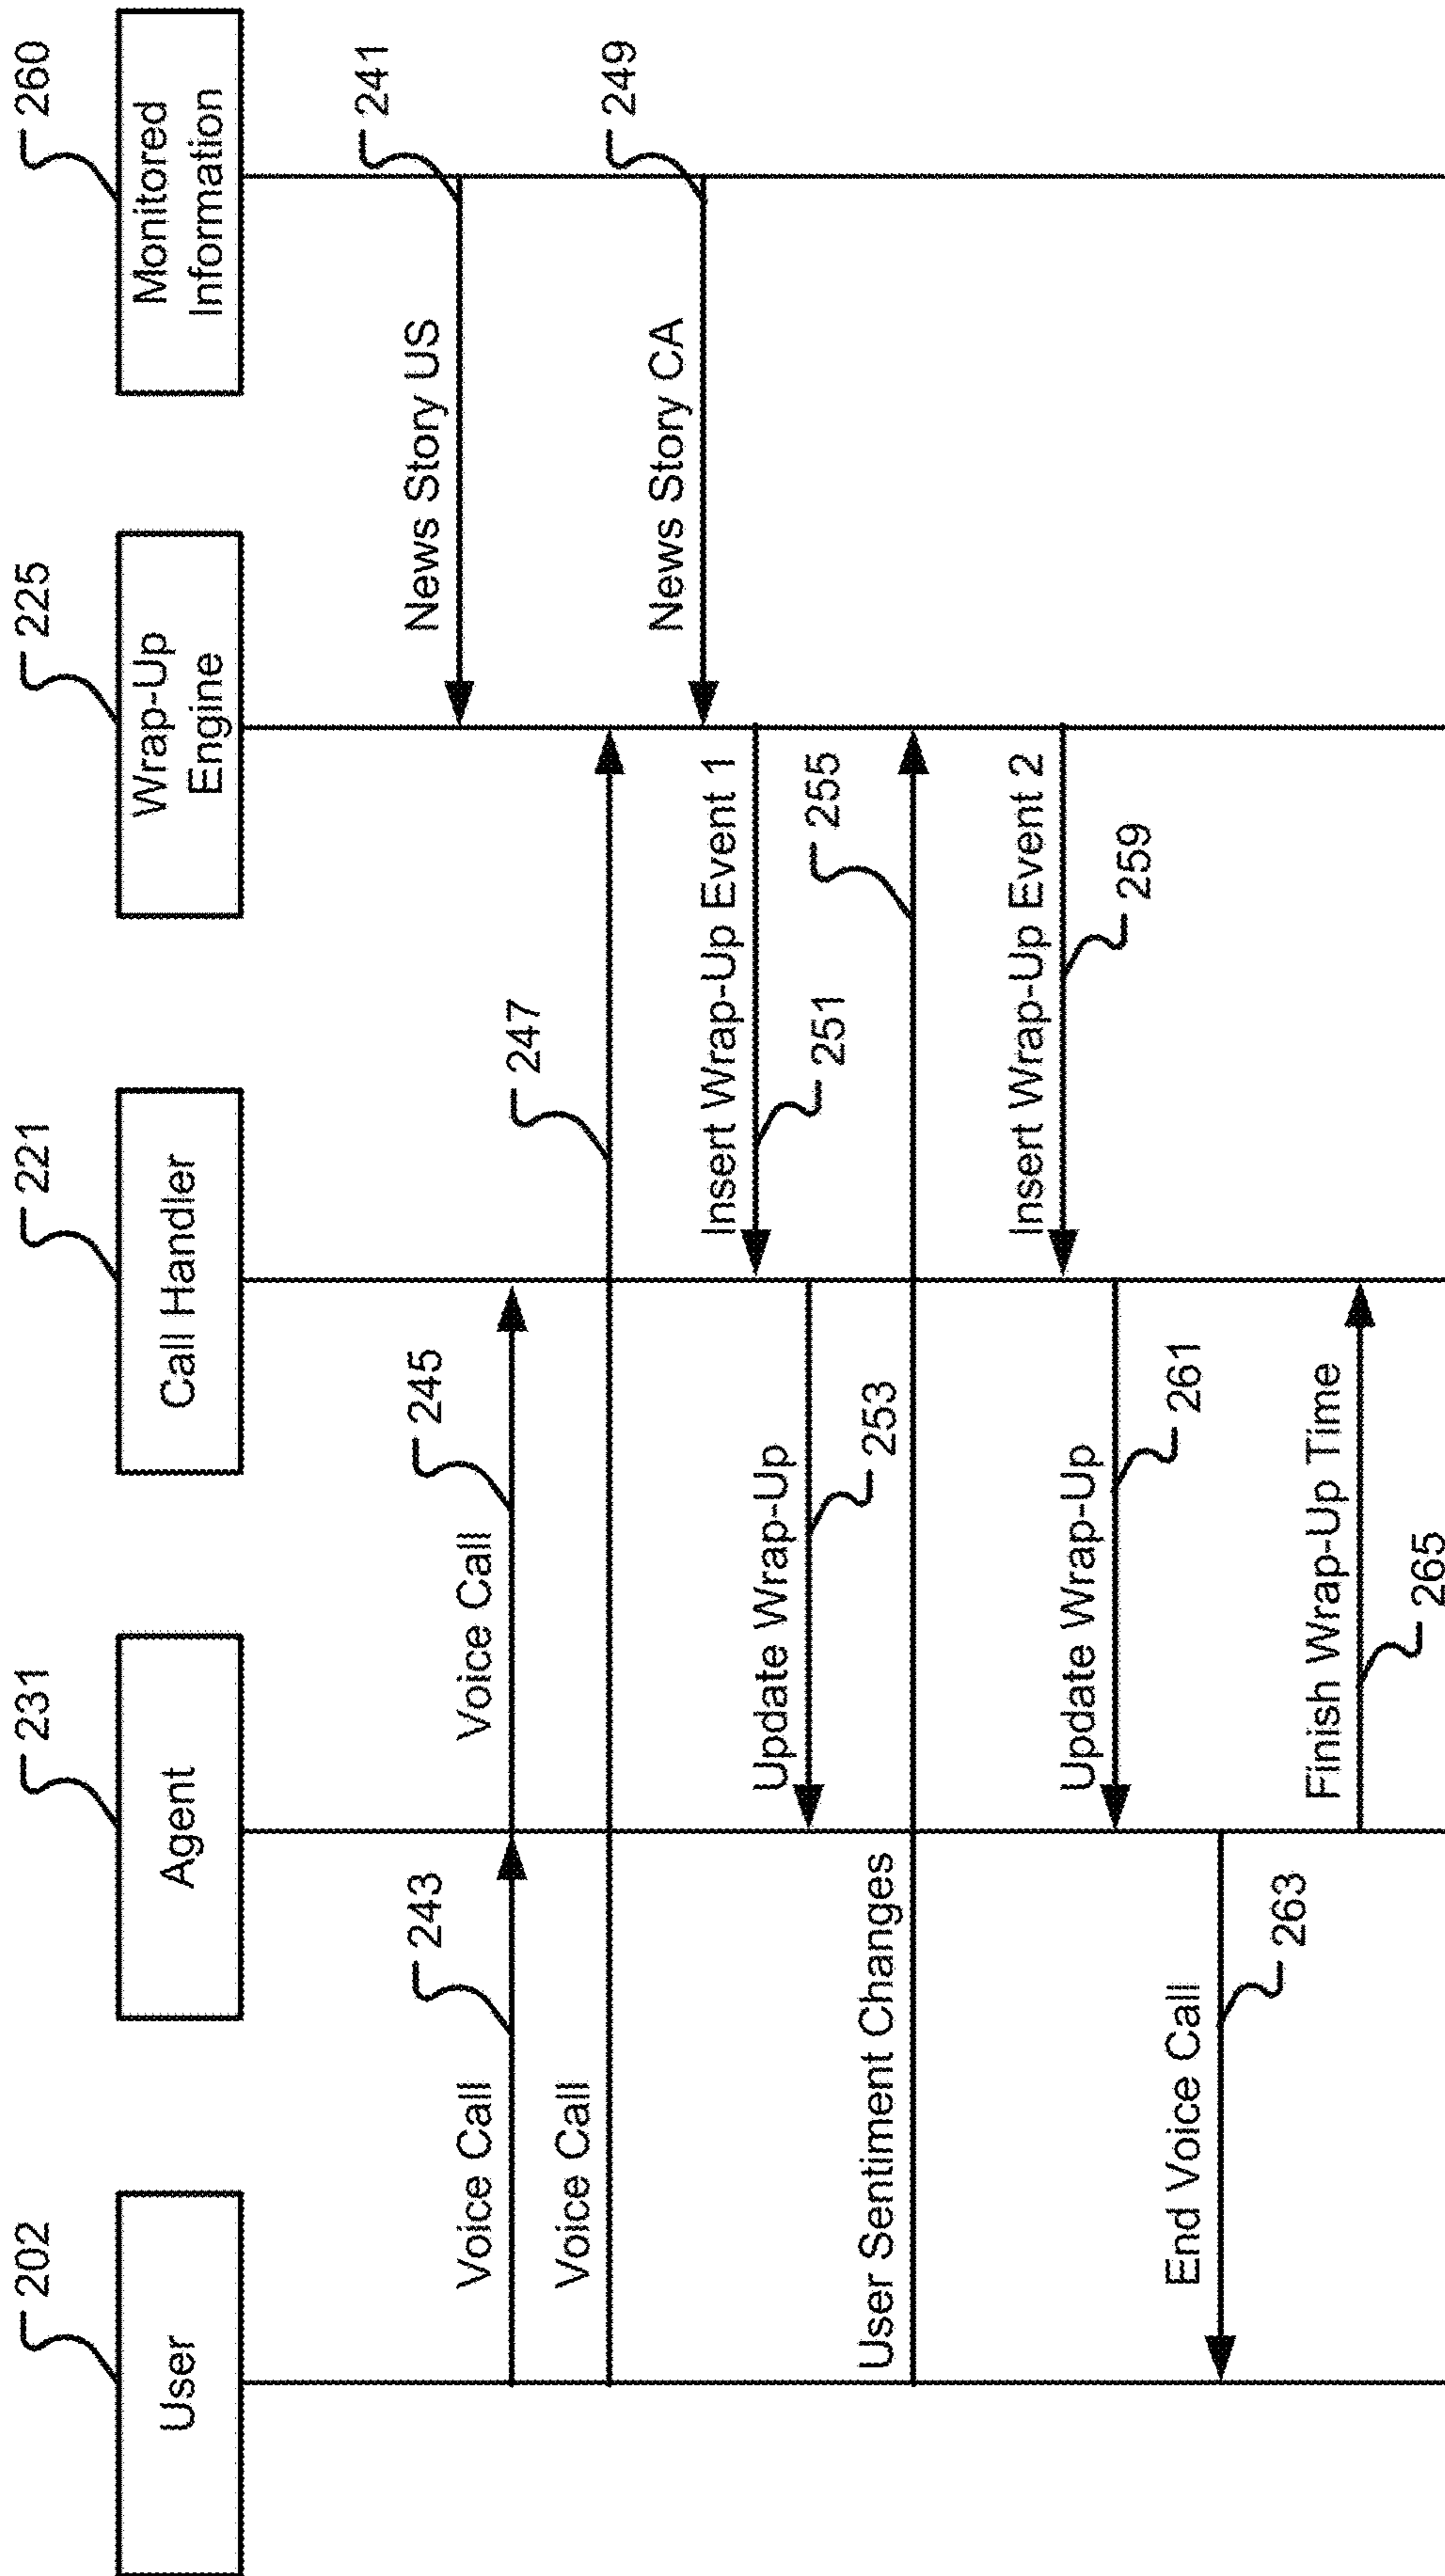 202
231
221
225
260
User
Agent
Call Handler
Wrap-Up
Engine
Monitored
Information
News Story US
241
Voice Call
243
Voice Call
245
Voice Call
247
News Story CA
249
Insert Wrap-Up Event 1
251
Update Wrap-Up
253
User Sentiment Changes
255
Insert Wrap-Up Event 2
259
Update Wrap-Up
261
End Voice Call
263
Finish Wrap-Up Time
265